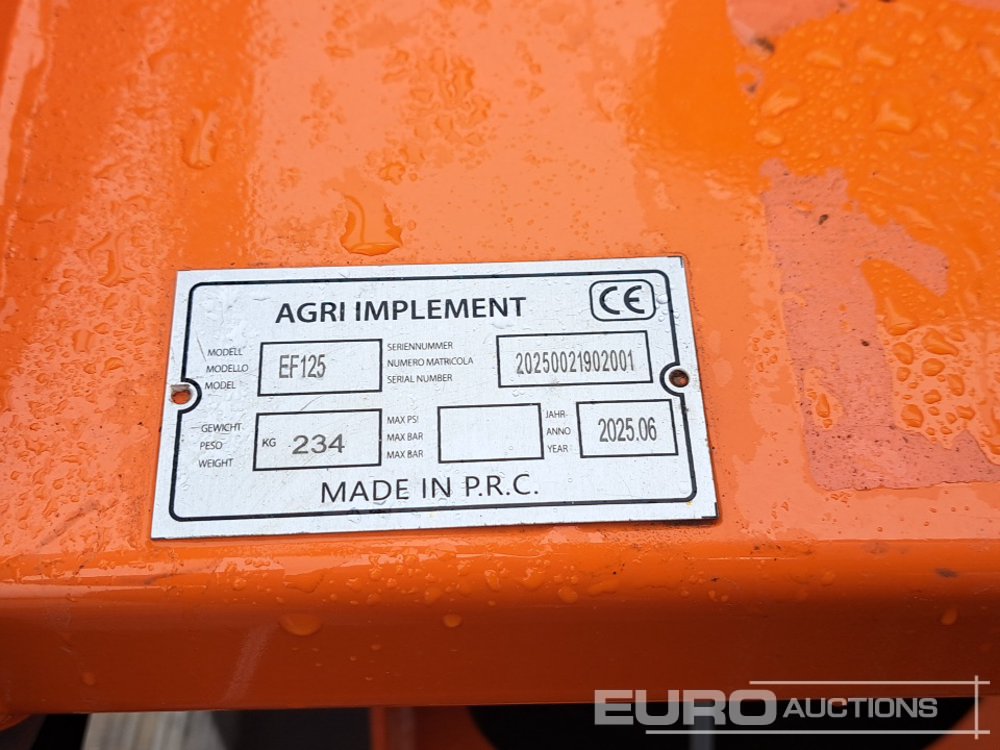 AGRI IMPLEMENT CE
MODELL
MODELLO
MODEL
EF125
SERIENNUMMER
NUMERO MATRICOLA
SERIAL NUMBER
20250021902001
GEWICHT
PESO
WEIGHT
KG 234
MAX PSI
MAX BAR
MAX BAR
JAHR
ANNO
YEAR
2025.06
MADE IN P.R.C.
EURO AUCTIONS